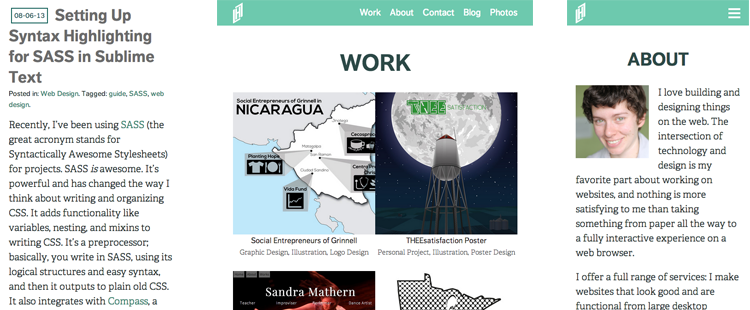 08-06-13 Setting Up
Syntax Highlighting
for SASS in Sublime
Text
Posted in: Web Design. Tagged: guide, SASS, web
design.
Recently, I've been using SASS (the
great acronym stands for
Syntactically Awesome Stylesheets)
for projects. SASS is awesome. It's
powerful and has changed the way I
think about writing and organizing
CSS. It adds functionality like
variables, nesting, and mixins to
writing CSS. It's a preprocessor;
basically, you write in SASS, using its
logical structures and easy syntax,
and then it outputs to plain old CSS.
It also integrates with Compass, a
Work About Contact Blog Photos
WORK
Social Entrepreneurs of Grinnell in
NICARAGUA
Jinotega
Matagalpa
San Ramon
Ciudad Sandino
Planting Hope
Vida Fund
Cecocesp
Social Entrepreneurs of Grinnell
Graphic Design, Illustration, Logo Design
THEE SATISFACTION
THEEsatisfaction Poster
Personal Project, Illustration, Poster Design
Sandra Mathern
Teacher Improviser Dance Artist
ABOUT
I love building and
designing things
on the web. The
intersection of
technology and
design is my
favorite part about working on
websites, and nothing is more
satisfying to me than taking
something from paper all the way to
a fully interactive experience on a
web browser.
I offer a full range of services: I make
websites that look good and are
functional from large desktop